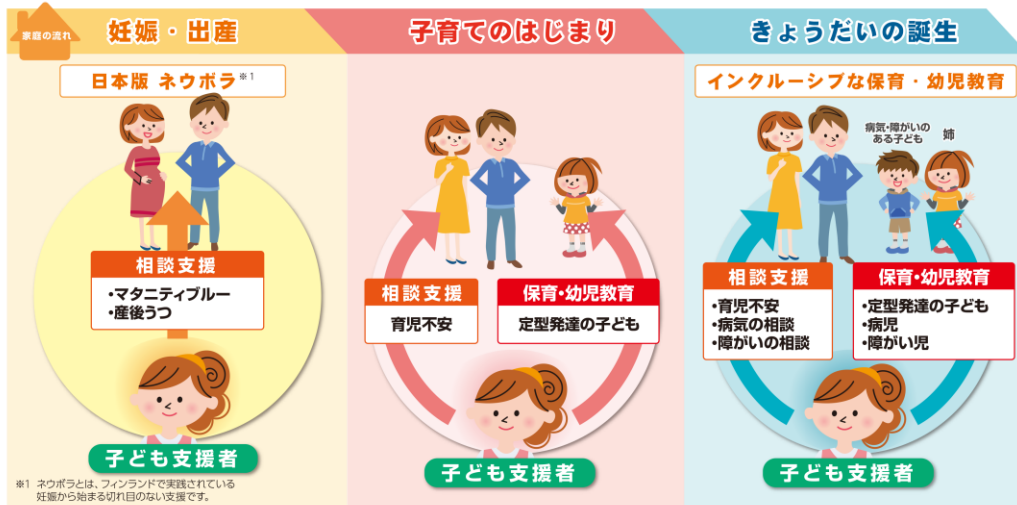 家庭の流れ
妊娠・出産
子育てのはじまり
きょうだいの誕生
日本版 ネウボラ※1
相談支援
・マタニティブルー
・産後うつ
子ども支援者
※1 ネウボラとは、フィンランドで実践されている
妊娠から始まる切れ目のない支援です。
相談支援
育児不安
保育・幼児教育
定型発達の子ども
子ども支援者
インクルーシブな保育・幼児教育
病気・障がいの
ある子ども
姉
相談支援
・育児不安
・病気の相談
・障がいの相談
保育・幼児教育
・定型発達の子ども
・病児
・障がい児
子ども支援者